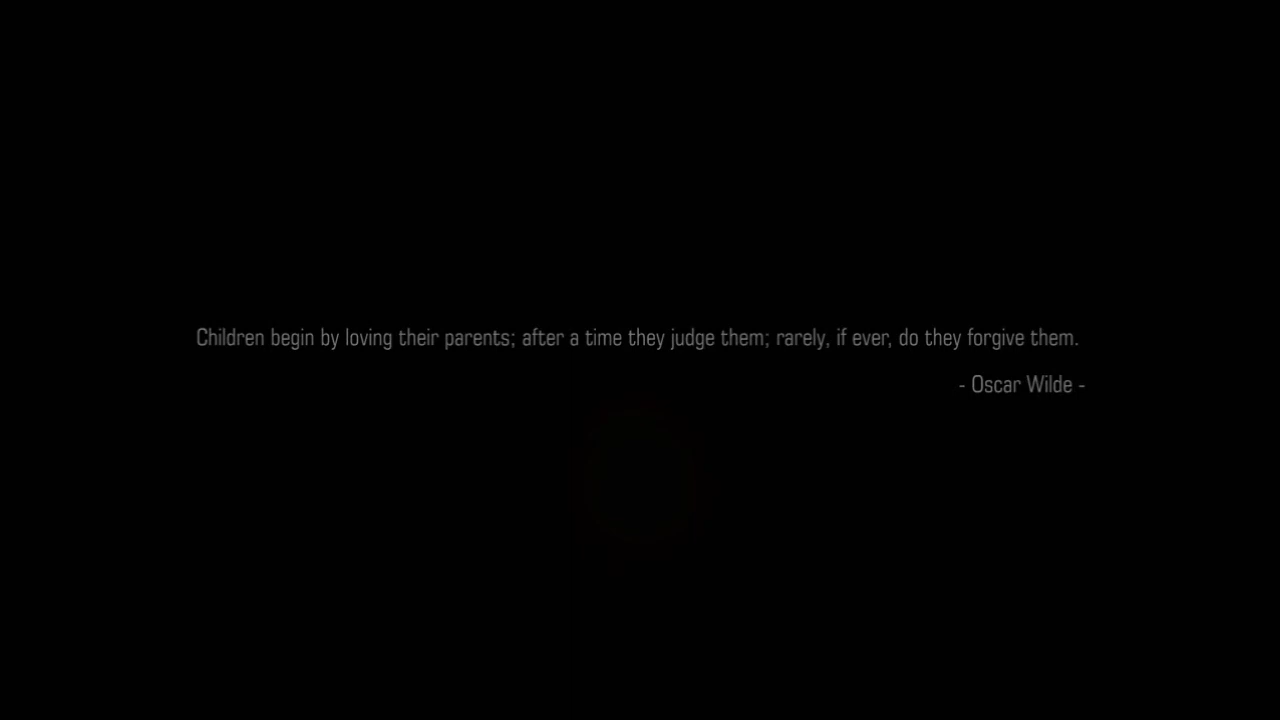 Children begin by loving their parents; after a time they judge them; rarely, if ever, do they forgive them.
- Oscar Wilde -